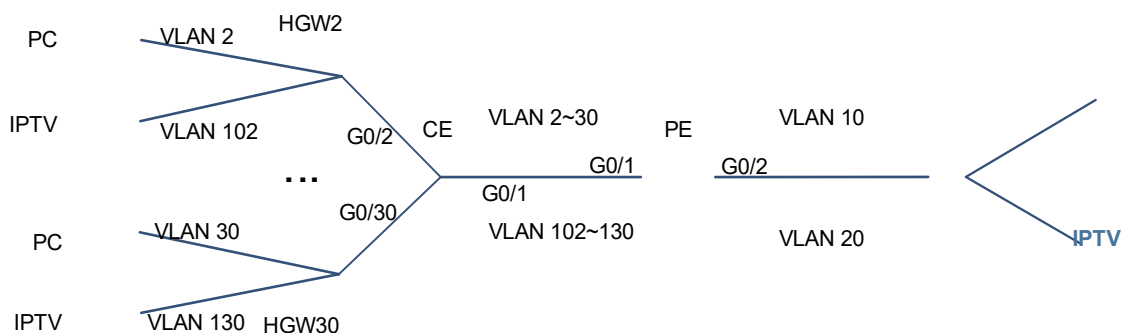 HGW2
PC
VLAN 2
IPTV
VLAN 102
G0/2
CE
VLAN 2~30
PE
VLAN 10
...
G0/1
G0/2
G0/1
G0/30
PC
VLAN 30
VLAN 102~130
VLAN 20
IPTV
IPTV
VLAN 130
HGW30